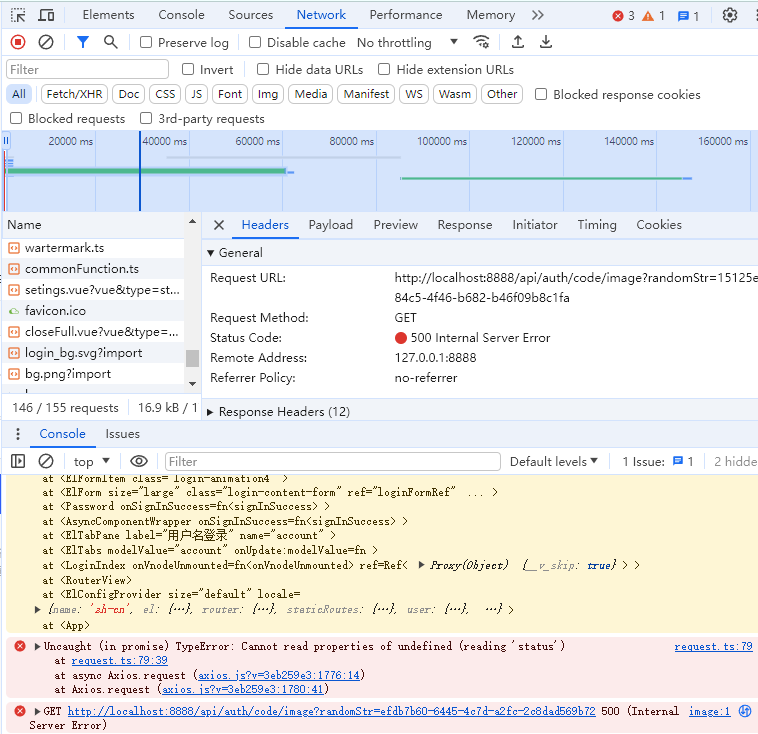 Elements Console Sources Network Performance Memory 3 1 1
Preserve log Disable cache No throttling
Filter Invert Hide data URLs Hide extension URLs
All Fetch/XHR Doc CSS JS Font Img Media Manifest WS Wasm Other Blocked response cookies
Blocked requests 3rd-party requests
20000 ms 40000 ms 60000 ms 80000 ms 100000 ms 120000 ms 140000 ms 160000 ms
Name
wartermark.ts
commonFunction.ts
setings.vue?vue&type=st...
favicon.ico
closeFull.vue?vue&type=...
login_bg.svg?import
bg.png?import
146 / 155 requests 16.9 kB / 1
Headers Payload Preview Response Initiator Timing Cookies
General
Request URL: http://localhost:8888/api/auth/code/image?randomStr=15125e
84c5-4f46-b682-b46f09b8c1fa
Request Method: GET
Status Code: 500 Internal Server Error
Remote Address: 127.0.0.1:8888
Referrer Policy: no-referrer
Response Headers (12)
Console Issues
top Filter Default levels 1 Issue: 1 2 hidde
at <ElFormItem class="login-animation4" >
at <ElForm size="large" class="login-content-form" ref="loginFormRef" ... >
at <Password onSignInSuccess=fn<signInSuccess> >
at <AsyncComponentWrapper onSignInSuccess=fn<signInSuccess> >
at <ElTabPane label="用户名登录" name="account" >
at <ElTabs modelValue="account" onUpdate:modelValue=fn >
at <LoginIndex onVnodeUnmount=fn<onVnodeUnmounted> ref=Ref< Proxy(Object) {__v_skip: true} > >
at <RouterView>
at <ElConfigProvider size="default" locale=
{name: 'zh-cn', el: {…}, router: {…}, staticRoutes: {…}, user: {…}, …} >
at <App>
Uncaught (in promise) TypeError: Cannot read properties of undefined (reading 'status') request.ts:79
at request.ts:79:39
at async Axios.request (axios.js?v=3eb259e3:1776:14)
at Axios.request (axios.js?v=3eb259e3:1780:41)
GET http://localhost:8888/api/auth/code/image?randomStr=efdb7b60-6445-4c7d-a2fc-2c8dad569b72 500 (Internal image:1
Server Error)